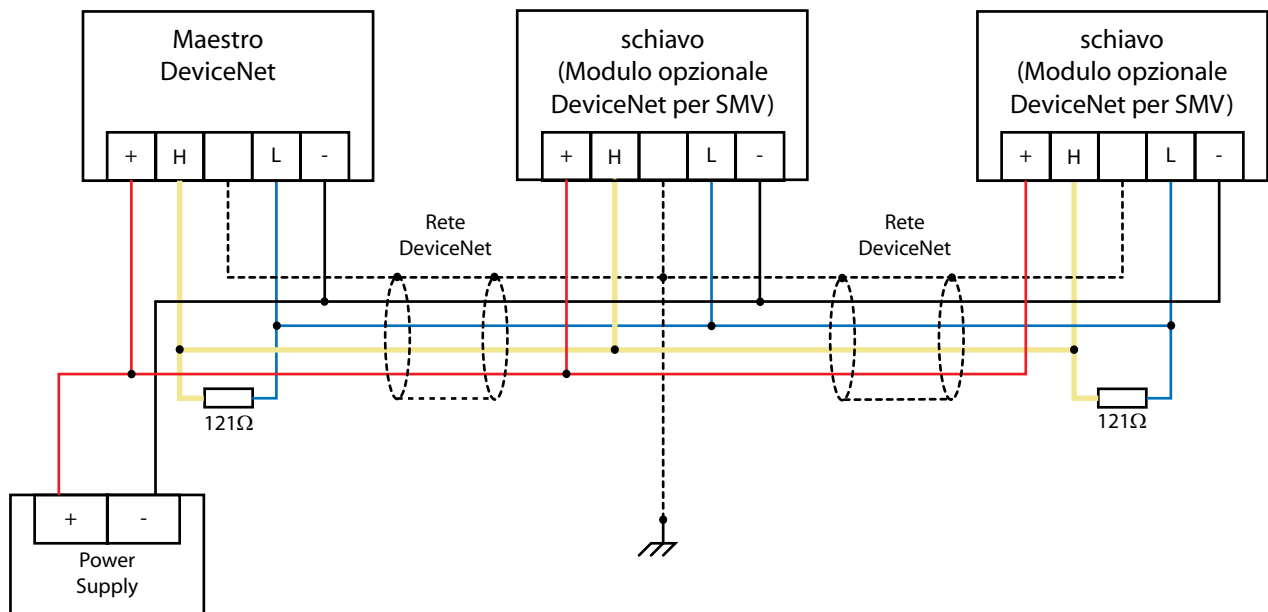 Maestro
DeviceNet
+ H L -
schiavo
(Modulo opzionale
DeviceNet per SMV)
+ H L -
schiavo
(Modulo opzionale
DeviceNet per SMV)
+ H L -
Rete
DeviceNet
Rete
DeviceNet
121Ω
121Ω
+ -
Power
Supply